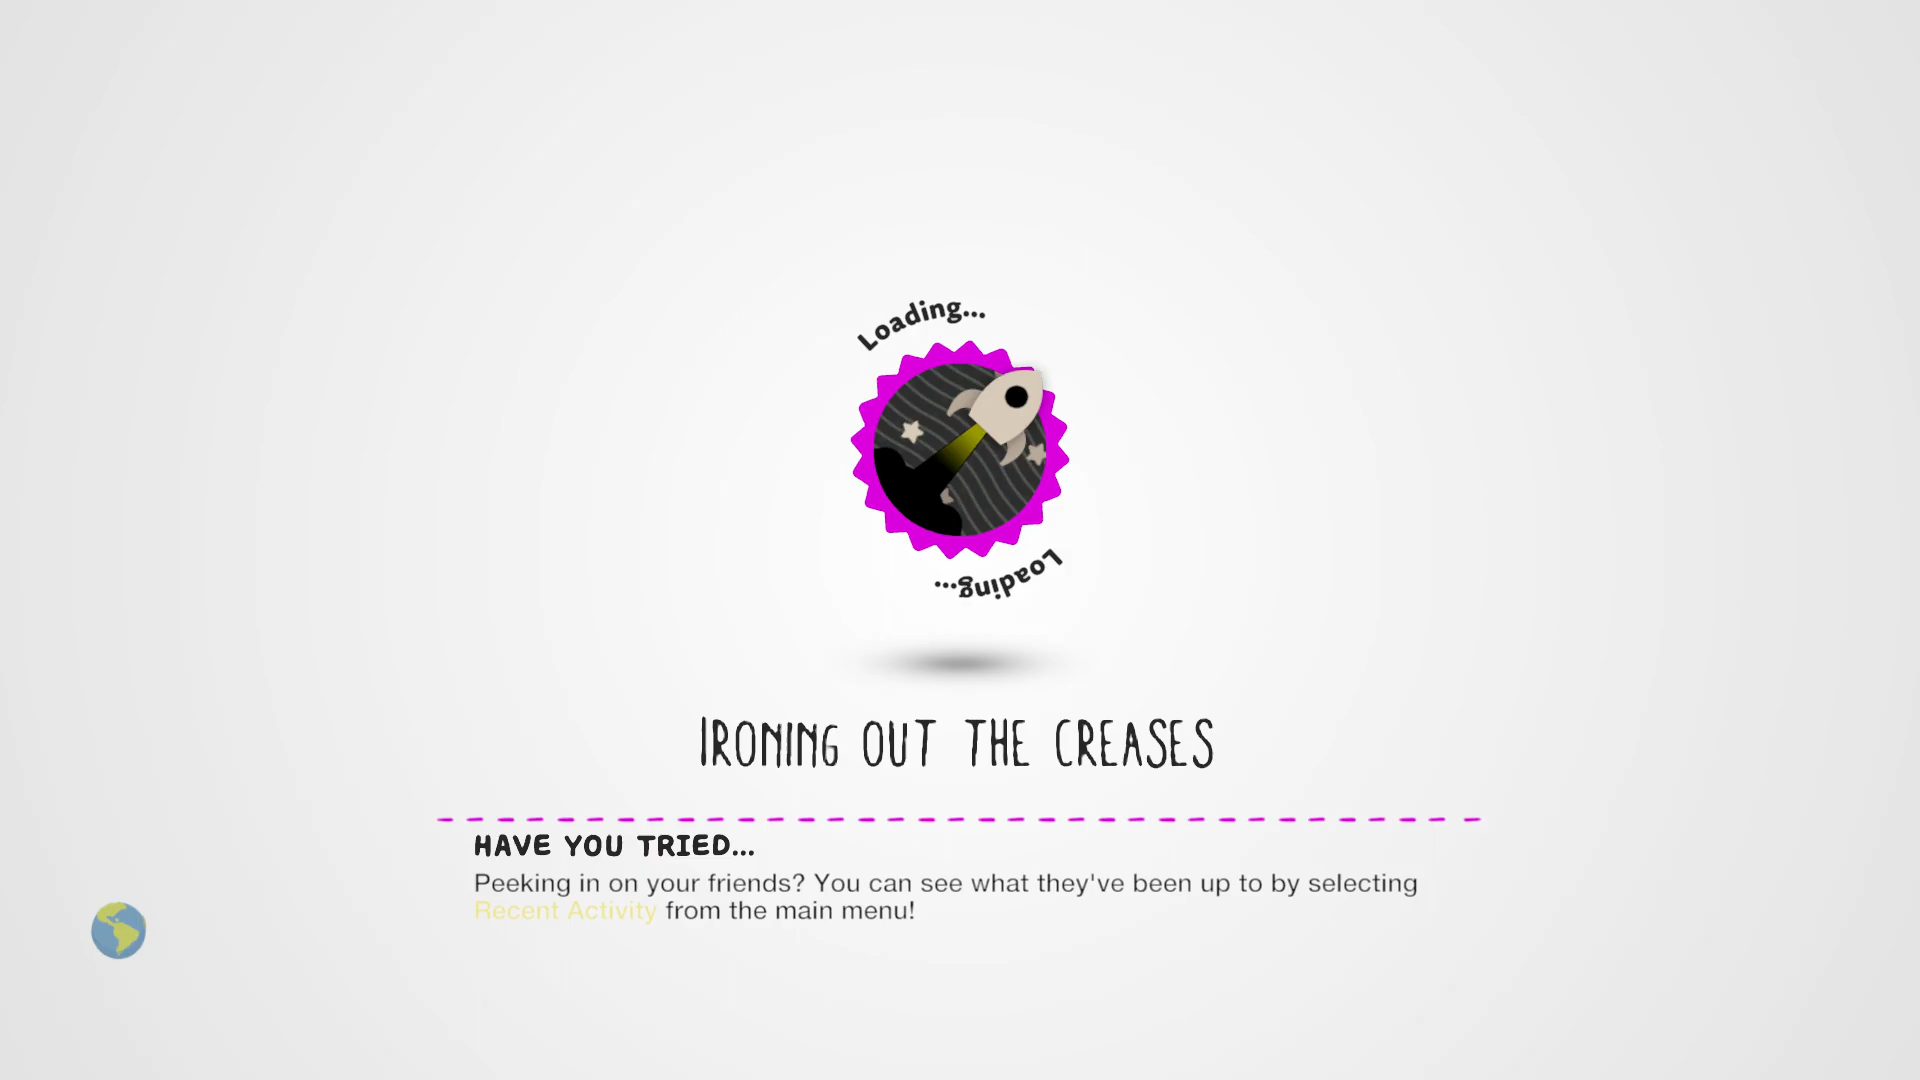 Loading...
Loading...
IRONING OUT THE CREASES
HAVE YOU TRIED...
Peeking in on your friends? You can see what they've been up to by selecting
Recent Activity from the main menu!